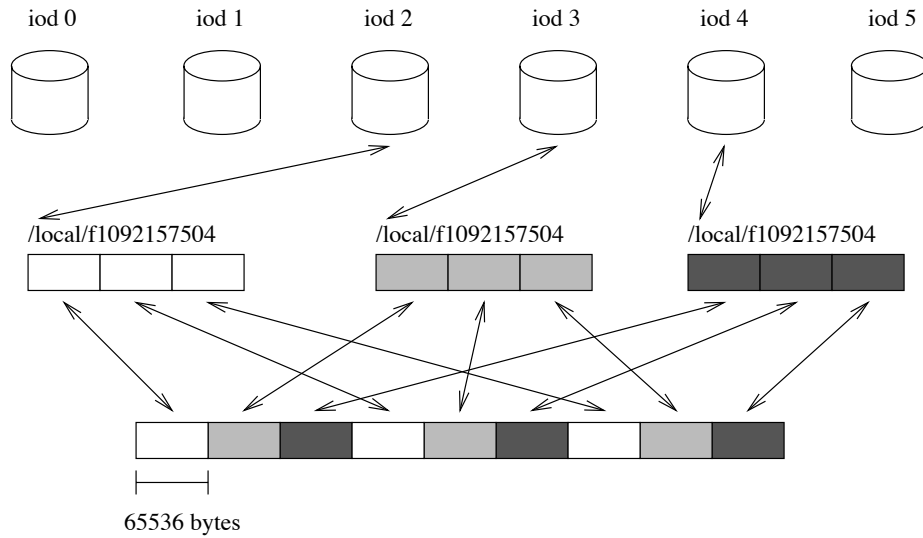 iod 0 iod 1 iod 2 iod 3 iod 4 iod 5
/local/f1092157504 /local/f1092157504 /local/f1092157504
65536 bytes